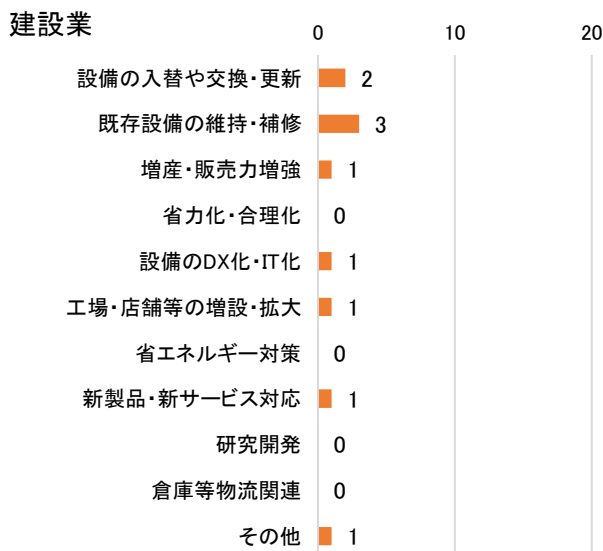 建設業
0 10 20
設備の入替や交換・更新 2
既存設備の維持・補修 3
増産・販売力増強 1
省力化・合理化 0
設備のDX化・IT化 1
工場・店舗等の増設・拡大 1
省エネルギー対策 0
新製品・新サービス対応 1
研究開発 0
倉庫等物流関連 0
その他 1